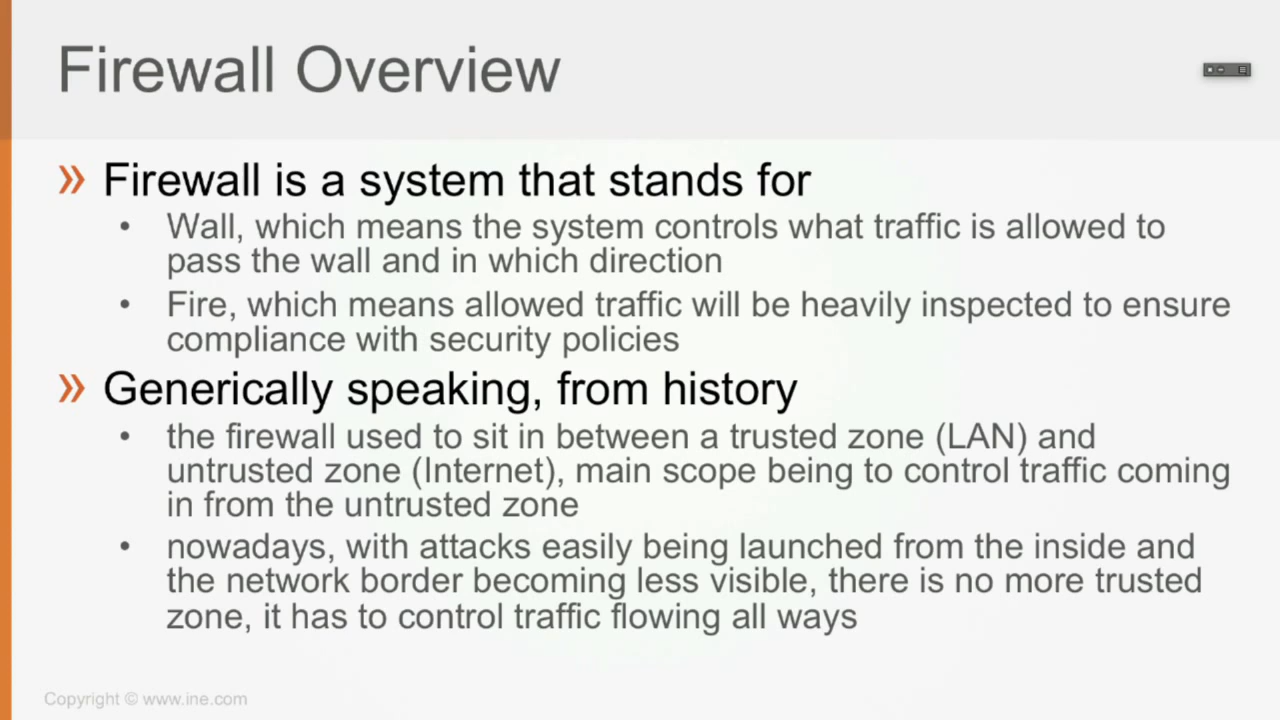 Firewall Overview
» Firewall is a system that stands for
• Wall, which means the system controls what traffic is allowed to
pass the wall and in which direction
• Fire, which means allowed traffic will be heavily inspected to ensure
compliance with security policies
» Generically speaking, from history
• the firewall used to sit in between a trusted zone (LAN) and
untrusted zone (Internet), main scope being to control traffic coming
in from the untrusted zone
• nowadays, with attacks easily being launched from the inside and
the network border becoming less visible, there is no more trusted
zone, it has to control traffic flowing all ways
Copyright © www.ine.com